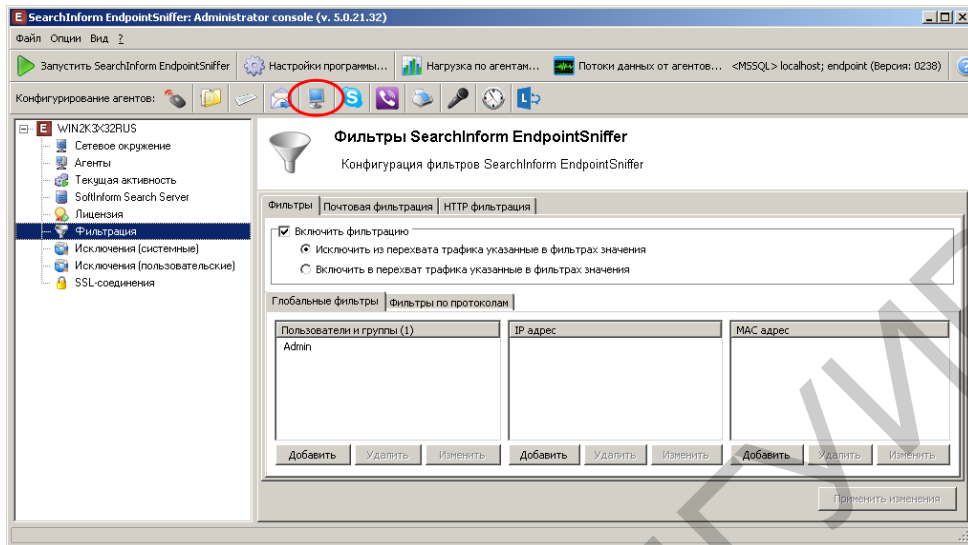 SearchInform EndpointSniffer: Administrator console (v. 5.0.21.32)
Файл Опции Вид ?
Запустить SearchInform EndpointSniffer Настройки программы... Нагрузка по агентам... Потоки данных от агентов... <MSSQL> localhost; endpoint (Версия: 0238)
Конфигурирование агентов:
WIN2K3X32RUS
Сетевое окружение
Агенты
Текущая активность
SoftInform Search Server
Лицензия
Фильтрация
Исключения (системные)
Исключения (пользовательские)
SSL-соединения
Фильтры SearchInform EndpointSniffer
Конфигурация фильтров SearchInform EndpointSniffer
Фильтры Почтовая фильтрация HTTP фильтрация
Включить фильтрацию
Исключить из перехвата трафика указанные в фильтрах значения
Включить в перехват трафика указанные в фильтрах значения
Глобальные фильтры Фильтры по протоколам
Пользователи и группы (1) IP адрес MAC адрес
Admin
Добавить Удалить Изменить Добавить Удалить Изменить Добавить Удалить Изменить
Применить изменения